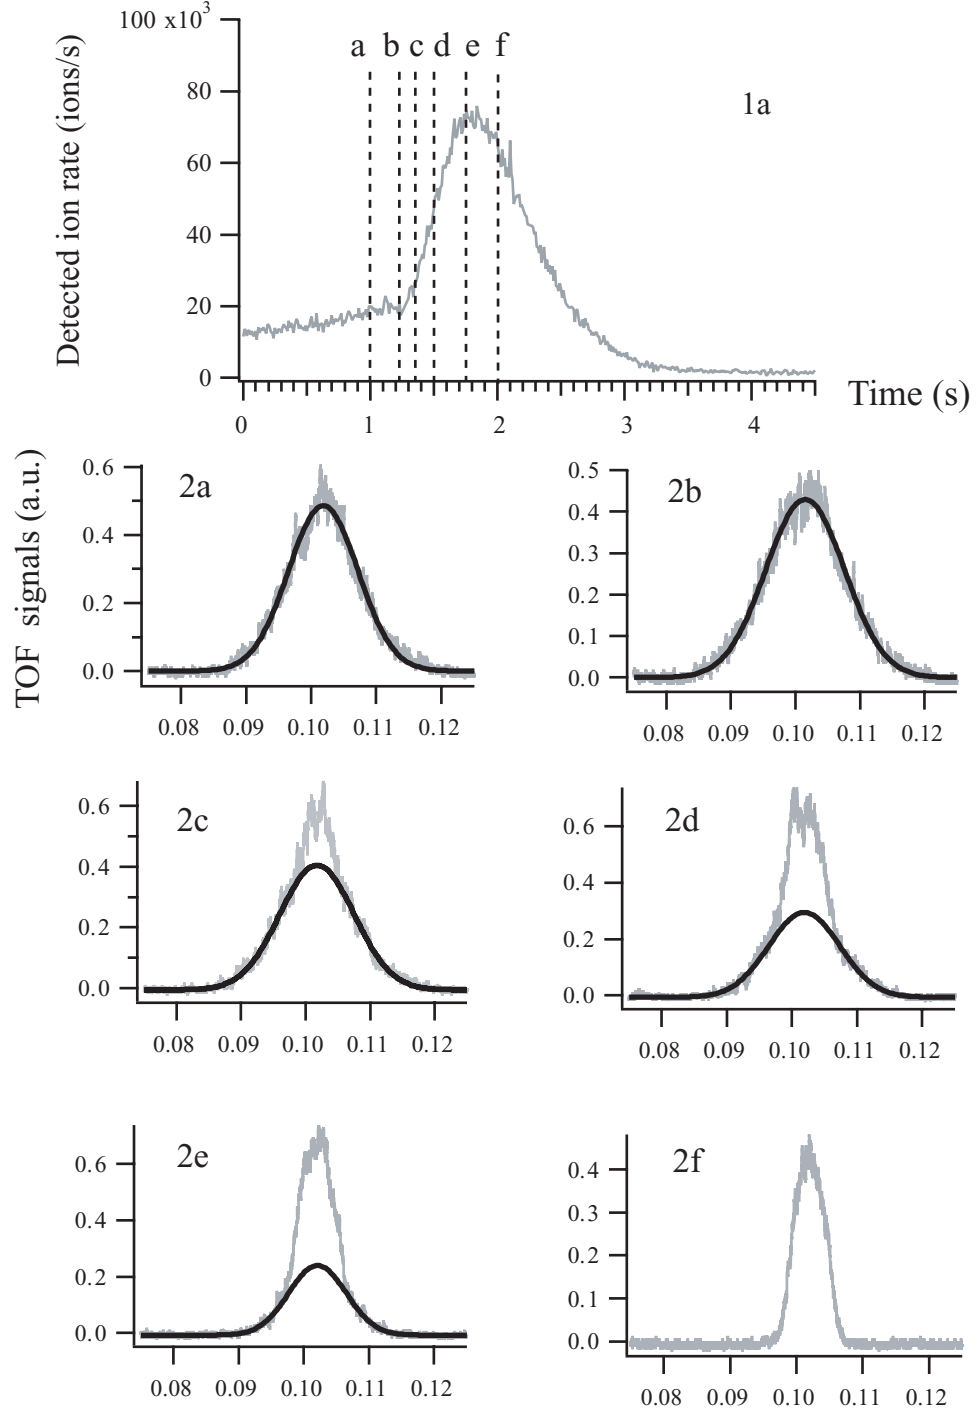 100 x10³
a b c d e f
80
1a
60
40
20
0
Detected ion rate (ions/s)
Time (s)
0 1 2 3 4
TOF signals (a.u.)
2a
0.6
0.4
0.2
0.0
0.08 0.09 0.10 0.11 0.12
2b
0.5
0.4
0.3
0.2
0.1
0.0
0.08 0.09 0.10 0.11 0.12
2c
0.6
0.4
0.2
0.0
0.08 0.09 0.10 0.11 0.12
2d
0.6
0.4
0.2
0.0
0.08 0.09 0.10 0.11 0.12
2e
0.6
0.4
0.2
0.0
0.08 0.09 0.10 0.11 0.12
2f
0.4
0.3
0.2
0.1
0.0
0.08 0.09 0.10 0.11 0.12